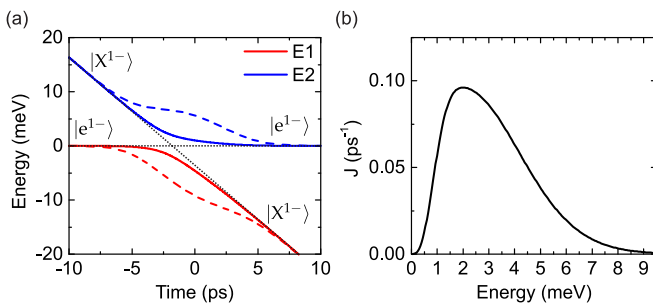 (a)
20
10
0
-10
-20
Energy (meV)
|X¹⁻⟩
|e¹⁻⟩
E1
E2
|e¹⁻⟩
|X¹⁻⟩
-10 -5 0 5 10
Time (ps)
(b)
0.10
0.05
0.00
J (ps⁻¹)
0 1 2 3 4 5 6 7 8 9
Energy (meV)